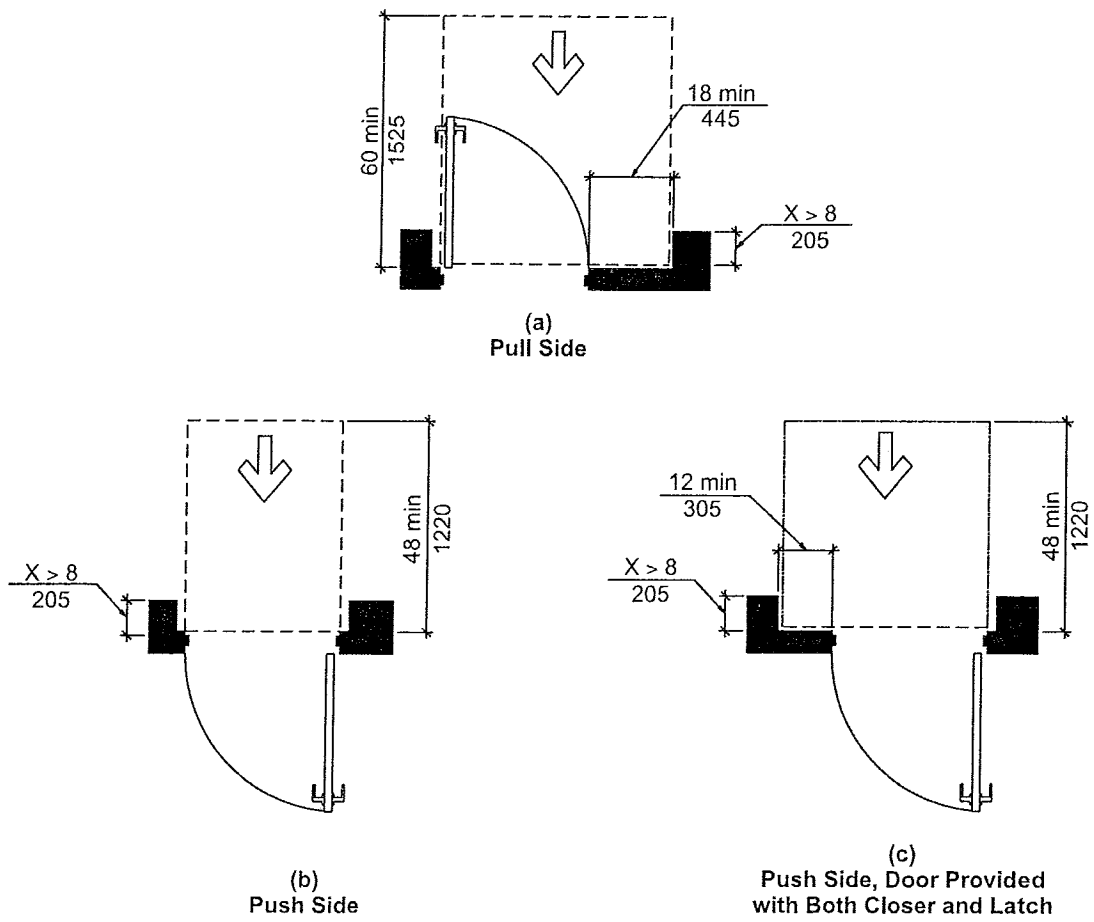 60 min
1525
18 min
445
X > 8
205
(a)
Pull Side
48 min
1220
X > 8
205
(b)
Push Side
12 min
305
X > 8
205
48 min
1220
(c)
Push Side, Door Provided
with Both Closer and Latch